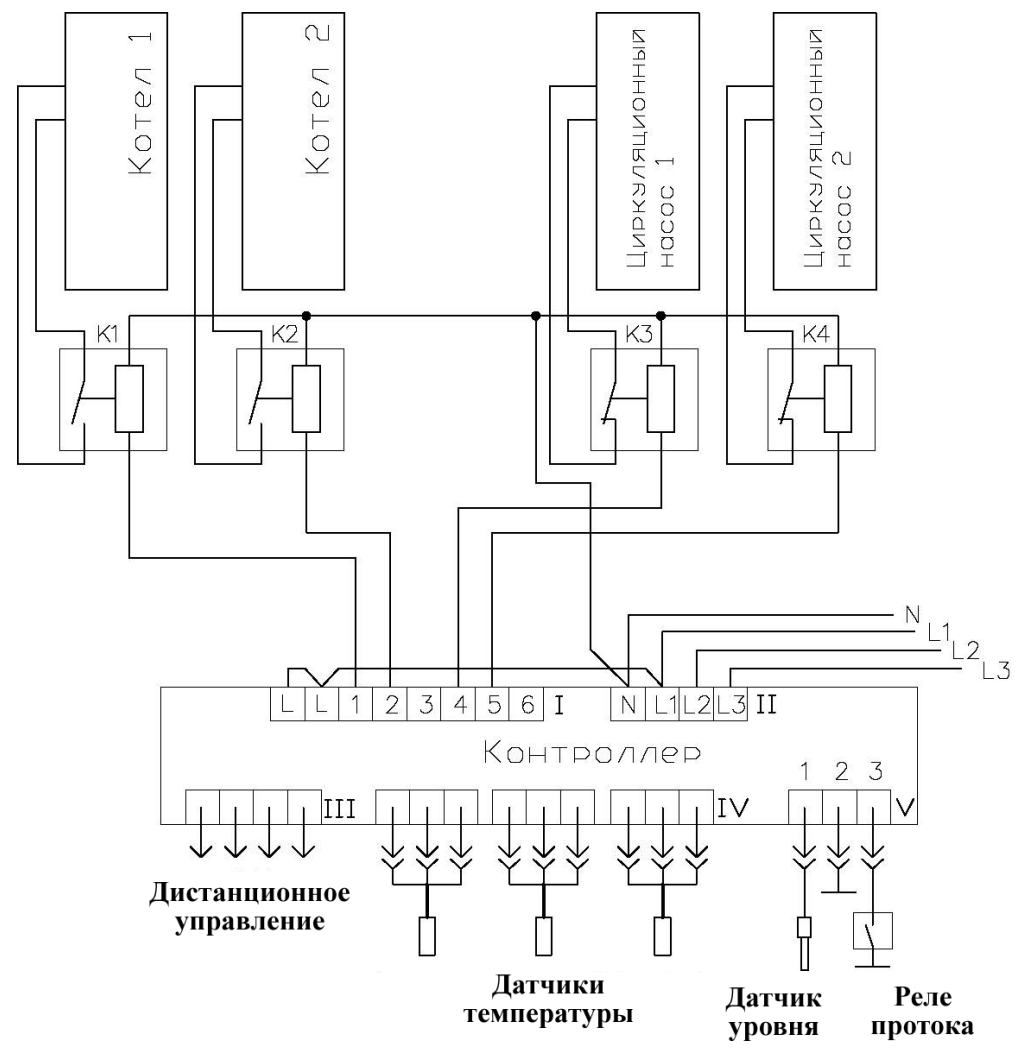 Котел 1
Котел 2
Циркуляционный
насос 1
Циркуляционный
насос 2
K1
K2
K3
K4
N
L1
L2
L3
L L 1 2 3 4 5 6 I
N L1 L2 L3 II
Контроллер
1 2 3
III
IV
V
Дистанционное
управление
Датчики
температуры
Датчик
уровня
Реле
протока